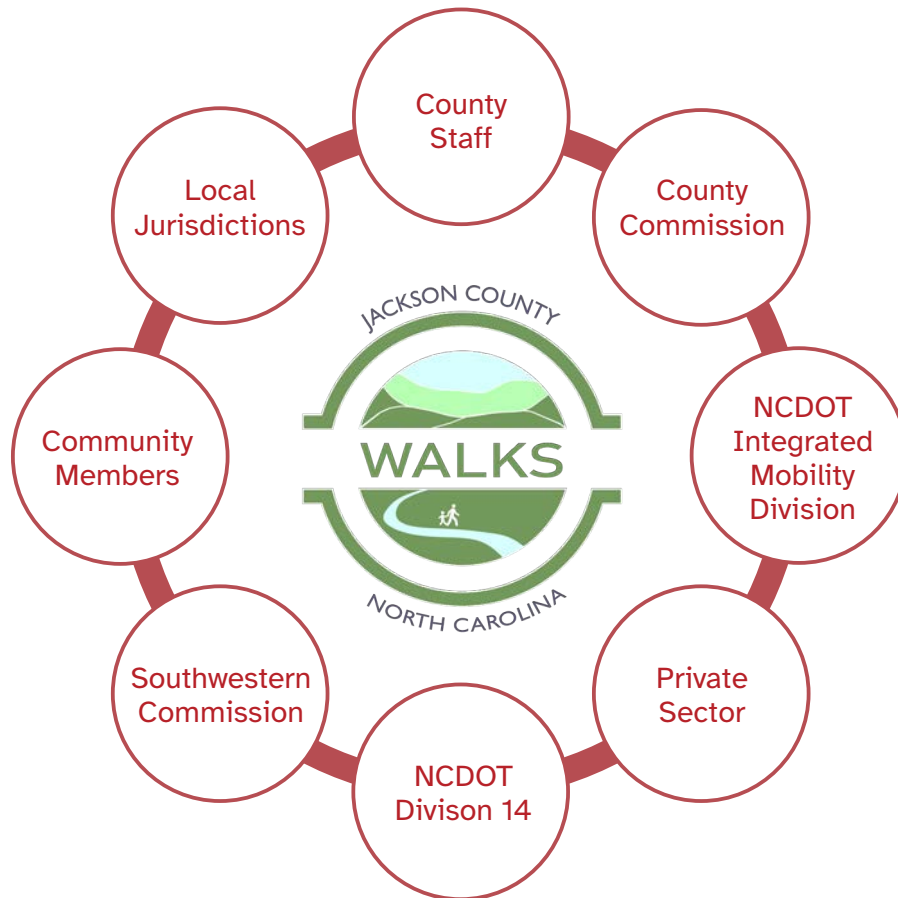 County
Staff
County
Commission
NCDOT
Integrated
Mobility
Division
Private
Sector
NCDOT
Divison 14
Southwestern
Commission
Community
Members
Local
Jurisdictions
JACKSON COUNTY
WALKS
NORTH CAROLINA